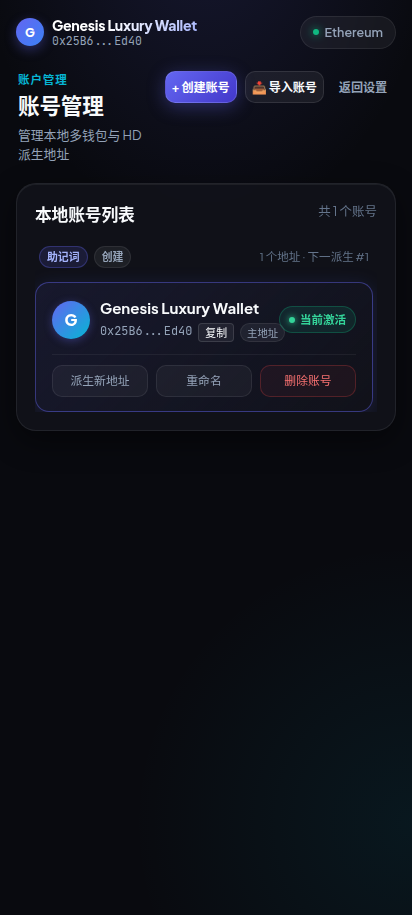 G
Genesis Luxury Wallet
0x25B6...Ed40
Ethereum
账户管理
账号管理
管理本地多钱包与 HD
派生地址
+ 创建账号
📥 导入账号
返回设置
本地账号列表
共 1 个账号
助记词
创建
1 个地址 · 下一派生 #1
G
Genesis Luxury Wallet
0x25B6...Ed40
复制
主地址
当前激活
派生新地址
重命名
删除账号